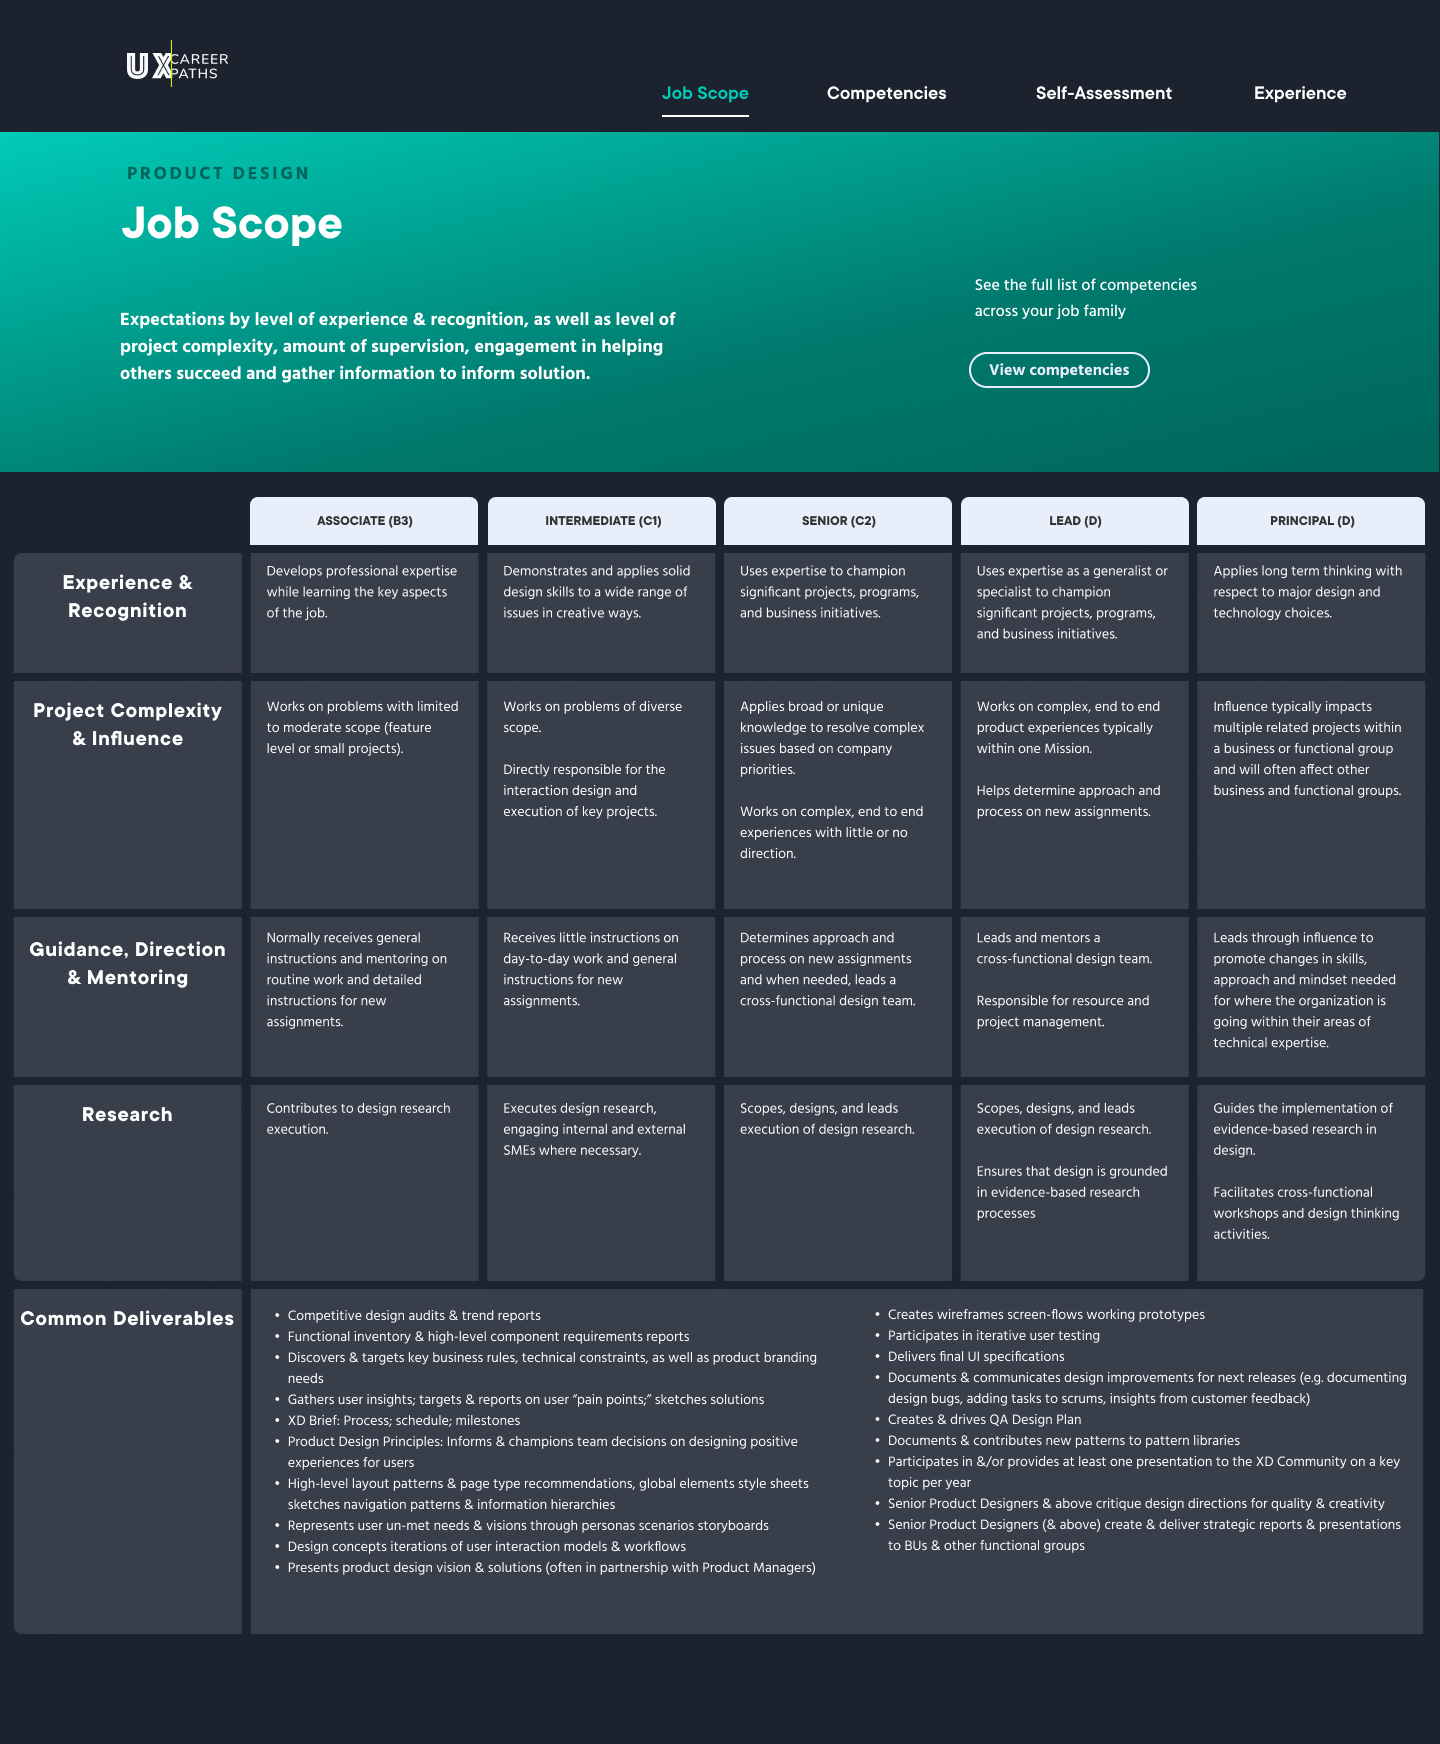 UX CAREER
PATHS
Job Scope
Competencies
Self-Assessment
Experience
PRODUCT DESIGN
Job Scope
Expectations by level of experience & recognition, as well as level of
project complexity, amount of supervision, engagement in helping
others succeed and gather information to inform solution.
See the full list of competencies
across your job family
View competencies
ASSOCIATE (B3)
INTERMEDIATE (C1)
SENIOR (C2)
LEAD (D)
PRINCIPAL (D)
Experience &
Recognition
Develops professional expertise
while learning the key aspects
of the job.
Demonstrates and applies solid
design skills to a wide range of
issues in creative ways.
Uses expertise to champion
significant projects, programs,
and business initiatives.
Uses expertise as a generalist or
specialist to champion
significant projects, programs,
and business initiatives.
Applies long term thinking with
respect to major design and
technology choices.
Project Complexity
& Influence
Works on problems with limited
to moderate scope (feature
level or small projects).
Works on problems of diverse
scope.
Directly responsible for the
interaction design and
execution of key projects.
Applies broad or unique
knowledge to resolve complex
issues based on company
priorities.
Works on complex, end to end
experiences with little or no
direction.
Works on complex, end to end
product experiences typically
within one Mission.
Helps determine approach and
process on new assignments.
Influence typically impacts
multiple related projects within
a business or functional group
and will often affect other
business and functional groups.
Guidance, Direction
& Mentoring
Normally receives general
instructions and mentoring on
routine work and detailed
instructions for new
assignments.
Receives little instructions on
day-to-day work and general
instructions for new
assignments.
Determines approach and
process on new assignments
and when needed, leads a
cross-functional design team.
Leads and mentors a
cross-functional design team.
Responsible for resource and
project management.
Leads through influence to
promote changes in skills,
approach and mindset needed
for where the organization is
going within their areas of
technical expertise.
Research
Contributes to design research
execution.
Executes design research,
engaging internal and external
SMEs where necessary.
Scopes, designs, and leads
execution of design research.
Scopes, designs, and leads
execution of design research.
Ensures that design is grounded
in evidence-based research
processes
Guides the implementation of
evidence-based research in
design.
Facilitates cross-functional
workshops and design thinking
activities.
Common Deliverables
• Competitive design audits & trend reports
• Functional inventory & high-level component requirements reports
• Discovers & targets key business rules, technical constraints, as well as product branding
needs
• Gathers user insights; targets & reports on user “pain points;” sketches solutions
• XD Brief: Process; schedule; milestones
• Product Design Principles: Informs & champions team decisions on designing positive
experiences for users
• High-level layout patterns & page type recommendations, global elements style sheets
sketches navigation patterns & information hierarchies
• Represents user un-met needs & visions through personas scenarios storyboards
• Design concepts iterations of user interaction models & workflows
• Presents product design vision & solutions (often in partnership with Product Managers)
• Creates wireframes screen-flows working prototypes
• Participates in iterative user testing
• Delivers final UI specifications
• Documents & communicates design improvements for next releases (e.g. documenting
design bugs, adding tasks to scrums, insights from customer feedback)
• Creates & drives QA Design Plan
• Documents & contributes new patterns to pattern libraries
• Participates in &/or provides at least one presentation to the XD Community on a key
topic per year
• Senior Product Designers & above critique design directions for quality & creativity
• Senior Product Designers (& above) create & deliver strategic reports & presentations
to BUs & other functional groups